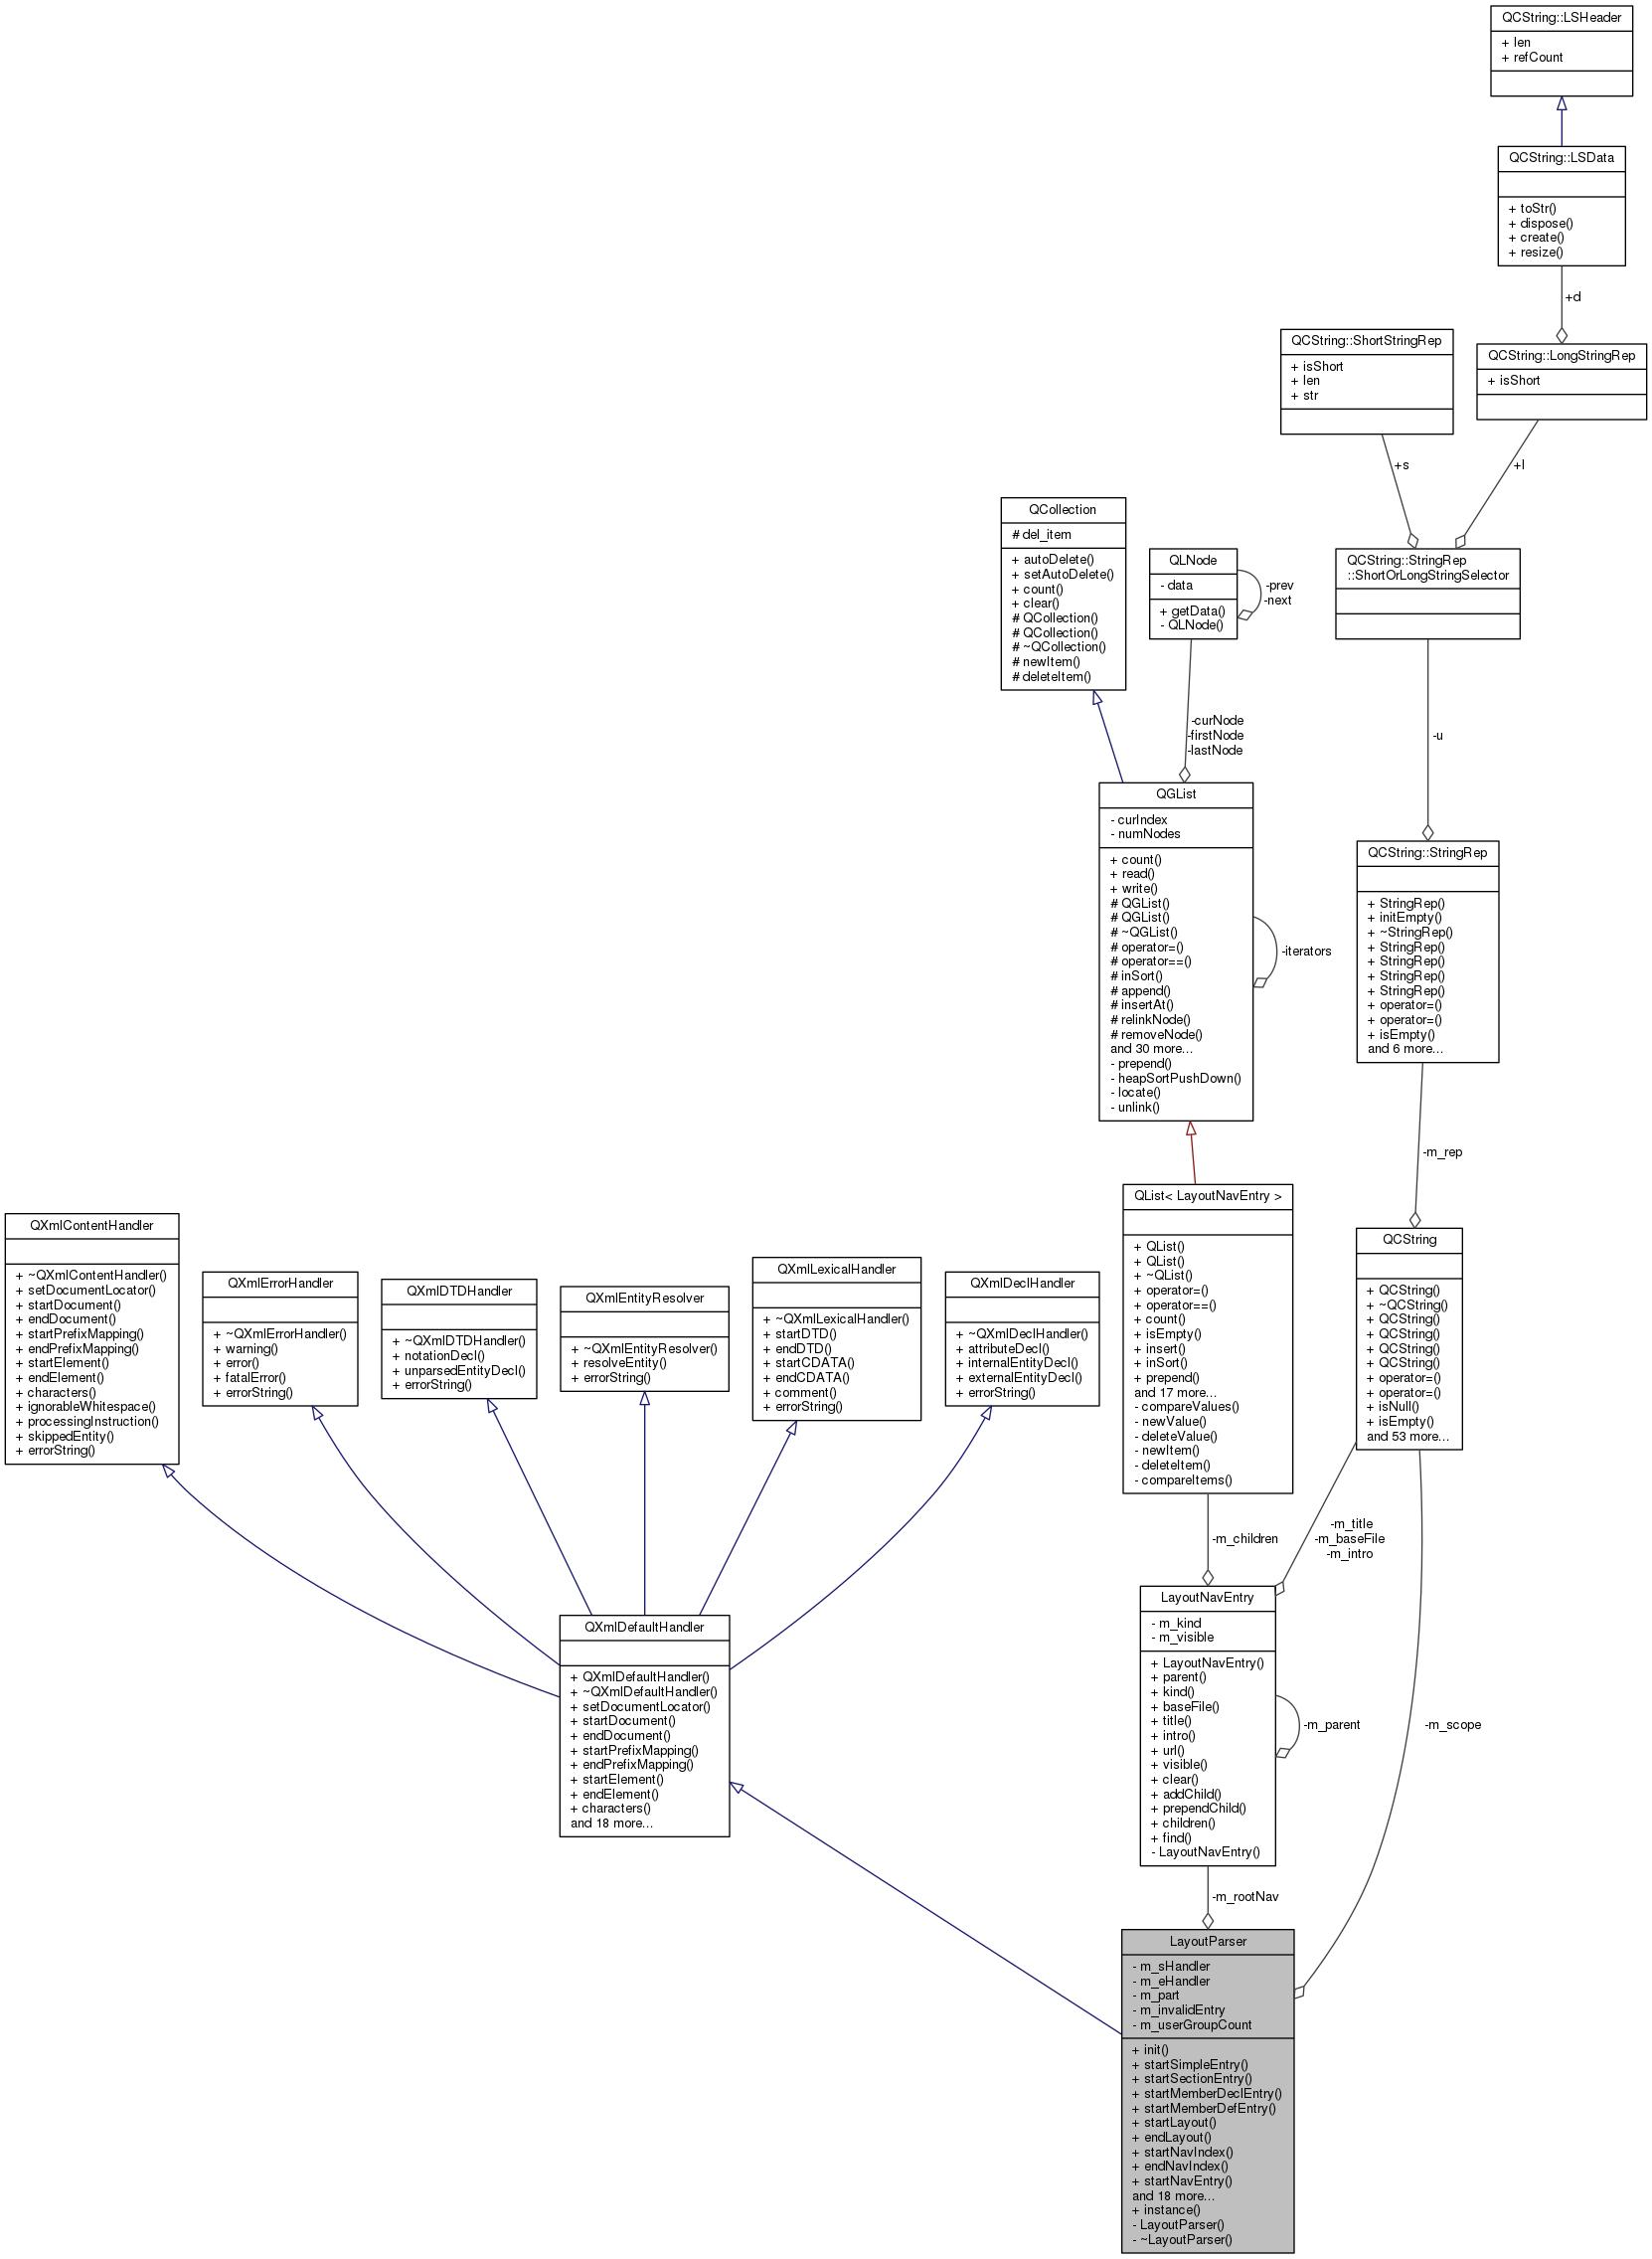 QCString::LSHeader
+ len
+ refCount
QCString::LSData
+ toStr()
+ dispose()
+ create()
+ resize()
+d
QCString::ShortStringRep
+ isShort
+ len
+ str
QCString::LongStringRep
+ isShort
+s
+l
QCollection
# del_item
+ autoDelete()
+ setAutoDelete()
+ count()
+ clear()
# QCollection()
# QCollection()
# ~QCollection()
# newItem()
# deleteItem()
QLNode
- data
+ getData()
- QLNode()
-prev
-next
QCString::StringRep
::ShortOrLongStringSelector
-curNode
-firstNode
-lastNode
-u
QGList
- curIndex
- numNodes
+ count()
+ read()
+ write()
# QGList()
# QGList()
# ~QGList()
# operator=()
# operator==()
# inSort()
# append()
# insertAt()
# relinkNode()
# removeNode()
and 30 more...
- prepend()
- heapSortPushDown()
- locate()
- unlink()
-iterators
QCString::StringRep
+ StringRep()
+ initEmpty()
+ ~StringRep()
+ StringRep()
+ StringRep()
+ StringRep()
+ StringRep()
+ operator=()
+ operator=()
+ isEmpty()
and 6 more...
-m_rep
QXmlContentHandler
+ ~QXmlContentHandler()
+ setDocumentLocator()
+ startDocument()
+ endDocument()
+ startPrefixMapping()
+ endPrefixMapping()
+ startElement()
+ endElement()
+ characters()
+ ignorableWhitespace()
+ processingInstruction()
+ skippedEntity()
+ errorString()
QXmlErrorHandler
+ ~QXmlErrorHandler()
+ warning()
+ error()
+ fatalError()
+ errorString()
QXmlDTDHandler
+ ~QXmlDTDHandler()
+ notationDecl()
+ unparsedEntityDecl()
+ errorString()
QXmlEntityResolver
+ ~QXmlEntityResolver()
+ resolveEntity()
+ errorString()
QXmlLexicalHandler
+ ~QXmlLexicalHandler()
+ startDTD()
+ endDTD()
+ startCDATA()
+ endCDATA()
+ comment()
+ errorString()
QXmlDeclHandler
+ ~QXmlDeclHandler()
+ attributeDecl()
+ internalEntityDecl()
+ externalEntityDecl()
+ errorString()
QList< LayoutNavEntry >
+ QList()
+ QList()
+ ~QList()
+ operator=()
+ operator==()
+ count()
+ isEmpty()
+ insert()
+ inSort()
+ prepend()
and 17 more...
- compareValues()
- newValue()
- deleteValue()
- newItem()
- deleteItem()
- compareItems()
QCString
+ QCString()
+ ~QCString()
+ QCString()
+ QCString()
+ QCString()
+ QCString()
+ operator=()
+ operator=()
+ isNull()
+ isEmpty()
and 53 more...
-m_children
-m_title
-m_baseFile
-m_intro
QXmlDefaultHandler
+ QXmlDefaultHandler()
+ ~QXmlDefaultHandler()
+ setDocumentLocator()
+ startDocument()
+ endDocument()
+ startPrefixMapping()
+ endPrefixMapping()
+ startElement()
+ endElement()
+ characters()
and 18 more...
LayoutNavEntry
- m_kind
- m_visible
+ LayoutNavEntry()
+ parent()
+ kind()
+ baseFile()
+ title()
+ intro()
+ url()
+ visible()
+ clear()
+ addChild()
+ prependChild()
+ children()
+ find()
- LayoutNavEntry()
-m_parent
-m_scope
-m_rootNav
LayoutParser
- m_sHandler
- m_eHandler
- m_part
- m_invalidEntry
- m_userGroupCount
+ init()
+ startSimpleEntry()
+ startSectionEntry()
+ startMemberDeclEntry()
+ startMemberDefEntry()
+ startLayout()
+ endLayout()
+ startNavIndex()
+ endNavIndex()
+ startNavEntry()
and 18 more...
+ instance()
- LayoutParser()
- ~LayoutParser()